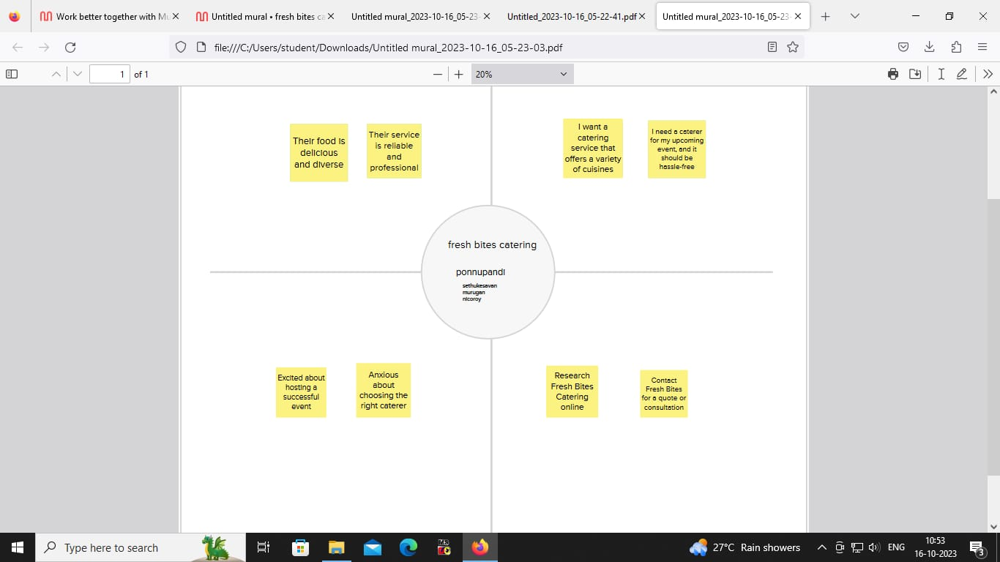 Work better together with Mu
Untitled mural • fresh bites ca
Untitled mural_2023-10-16_05-23-
Untitled_2023-10-16_05-22-41.pdf
Untitled mural_2023-10-16_05-23-
file:///C:/Users/student/Downloads/Untitled mural_2023-10-16_05-23-03.pdf
1 of 1
20%
Their food is
delicious
and diverse
Their service
is reliable
and
professional
I want a
catering
service that
offers a variety
of cuisines
I need a caterer
for my upcoming
event, and it
should be
hassle-free
fresh bites catering
ponnupandi
sethukesavan
murugan
nicoroy
Excited about
hosting a
successful
event
Anxious
about
choosing the
right caterer
Research
Fresh Bites
Catering
online
Contact
Fresh Bites
for a quote or
consultation
Type here to search
27°C Rain showers
ENG
10:53
16-10-2023
3